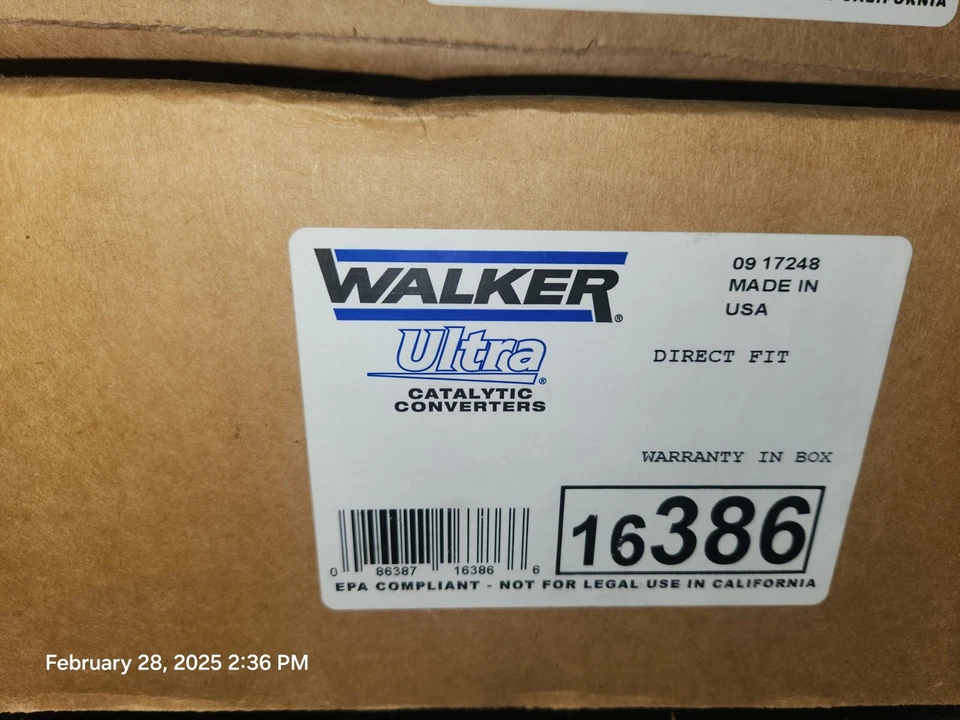 CALIFORNIA
WALKER®
Ultra®
CATALYTIC
CONVERTERS
09 17248
MADE IN
USA
DIRECT FIT
WARRANTY IN BOX
16386
0 86387 16386 6
EPA COMPLIANT - NOT FOR LEGAL USE IN CALIFORNIA
February 28, 2025 2:36 PM